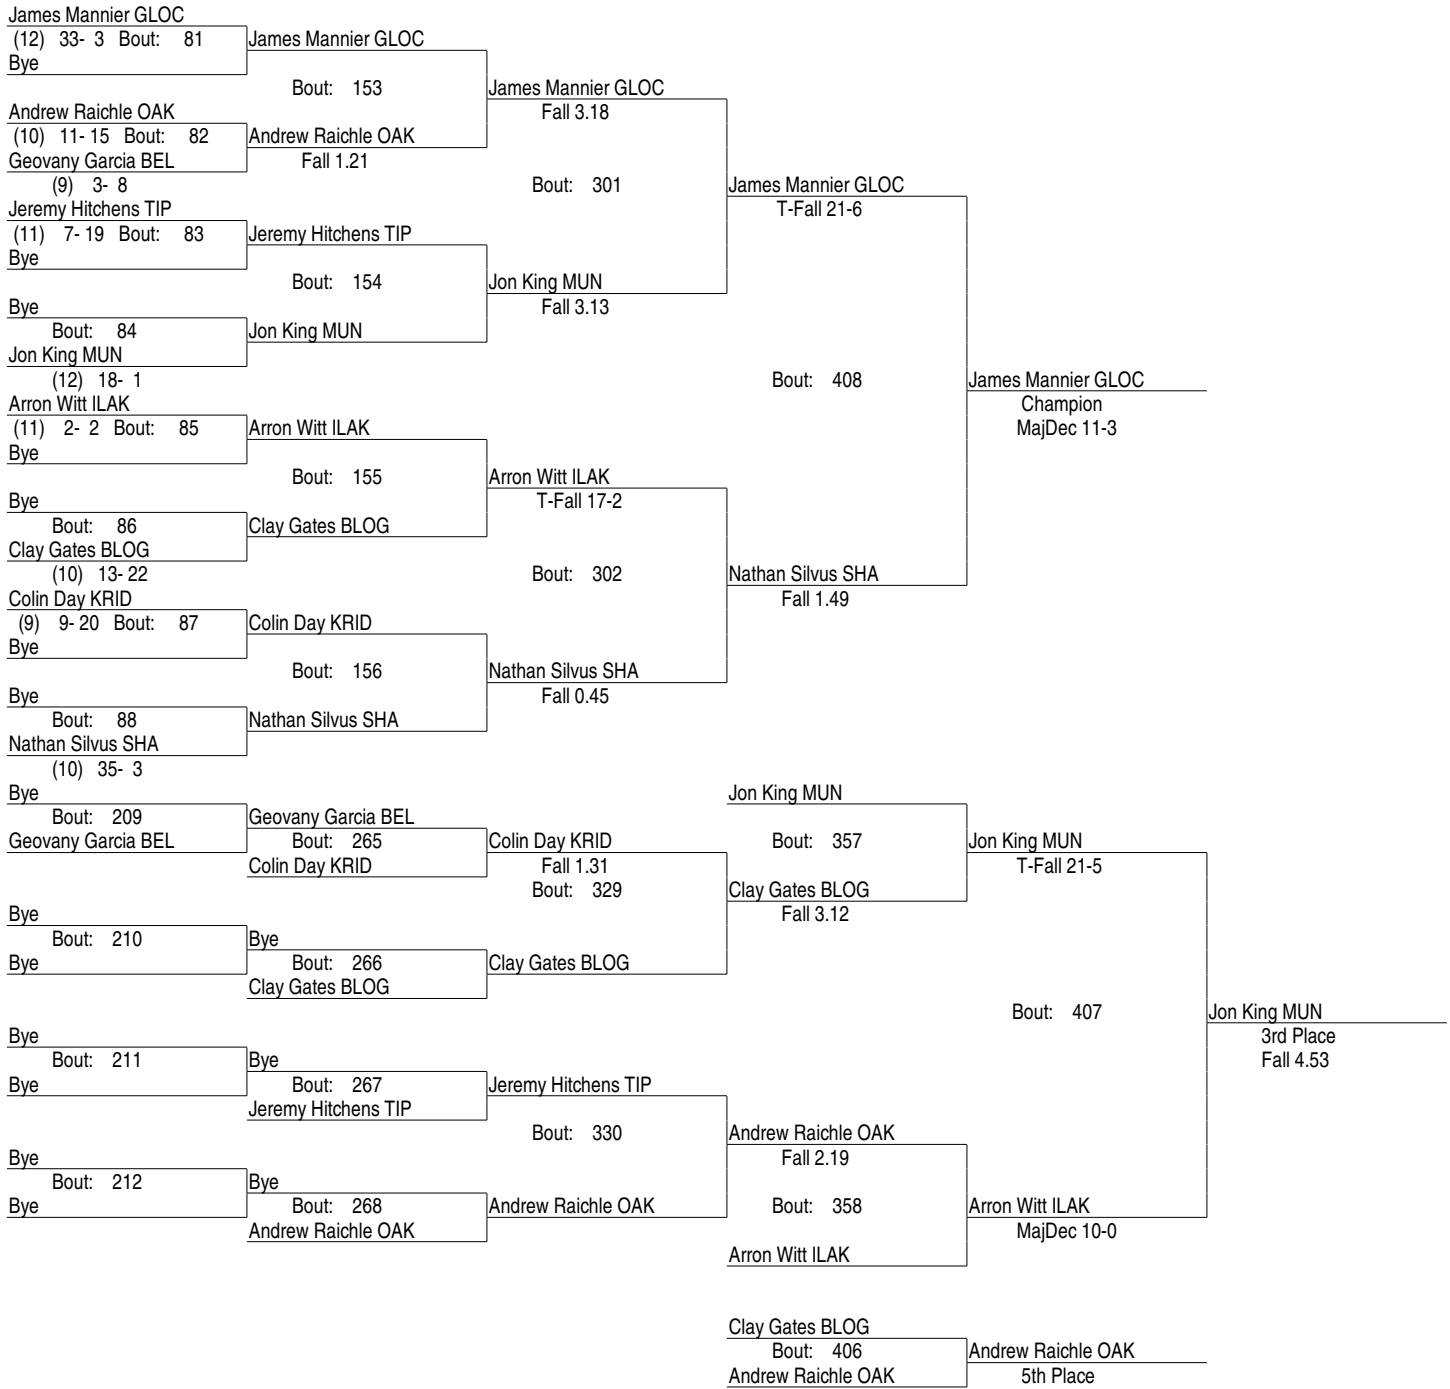 James Mannier GLOC
(12) 33- 3 Bout: 81 James Mannier GLOC
Bye
Bout: 153 James Mannier GLOC
Andrew Raichle OAK Fall 3.18
(10) 11- 15 Bout: 82 Andrew Raichle OAK
Geovany Garcia BEL Fall 1.21
(9) 3- 8 Bout: 301 James Mannier GLOC
Jeremy Hitchens TIP T-Fall 21-6
(11) 7- 19 Bout: 83 Jeremy Hitchens TIP
Bye
Bout: 154 Jon King MUN
Bye Fall 3.13
Bout: 84 Jon King MUN
Jon King MUN
(12) 18- 1 Bout: 408 James Mannier GLOC
Arron Witt ILAK Champion
(11) 2- 2 Bout: 85 Arron Witt ILAK MajDec 11-3
Bye
Bout: 155 Arron Witt ILAK
Bye T-Fall 17-2
Bout: 86 Clay Gates BLOG
Clay Gates BLOG
(10) 13- 22 Bout: 302 Nathan Silvus SHA
Colin Day KRID Fall 1.49
(9) 9- 20 Bout: 87 Colin Day KRID
Bye
Bout: 156 Nathan Silvus SHA
Bye Fall 0.45
Bout: 88 Nathan Silvus SHA
Nathan Silvus SHA
(10) 35- 3
Bye Jon King MUN
Bout: 209 Geovany Garcia BEL
Geovany Garcia BEL Bout: 265 Colin Day KRID Bout: 357 Jon King MUN
Colin Day KRID Fall 1.31 T-Fall 21-5
Bout: 329 Clay Gates BLOG
Bye Fall 3.12
Bout: 210 Bye
Bye Bout: 266 Clay Gates BLOG
Clay Gates BLOG
Bout: 407 Jon King MUN
Bye 3rd Place
Bout: 211 Bye Fall 4.53
Bye Bout: 267 Jeremy Hitchens TIP
Jeremy Hitchens TIP
Bout: 330 Andrew Raichle OAK
Bye Fall 2.19
Bout: 212 Bye
Bye Bout: 268 Andrew Raichle OAK Bout: 358 Arron Witt ILAK
Andrew Raichle OAK MajDec 10-0
Arron Witt ILAK
Clay Gates BLOG
Bout: 406 Andrew Raichle OAK
Andrew Raichle OAK 5th Place